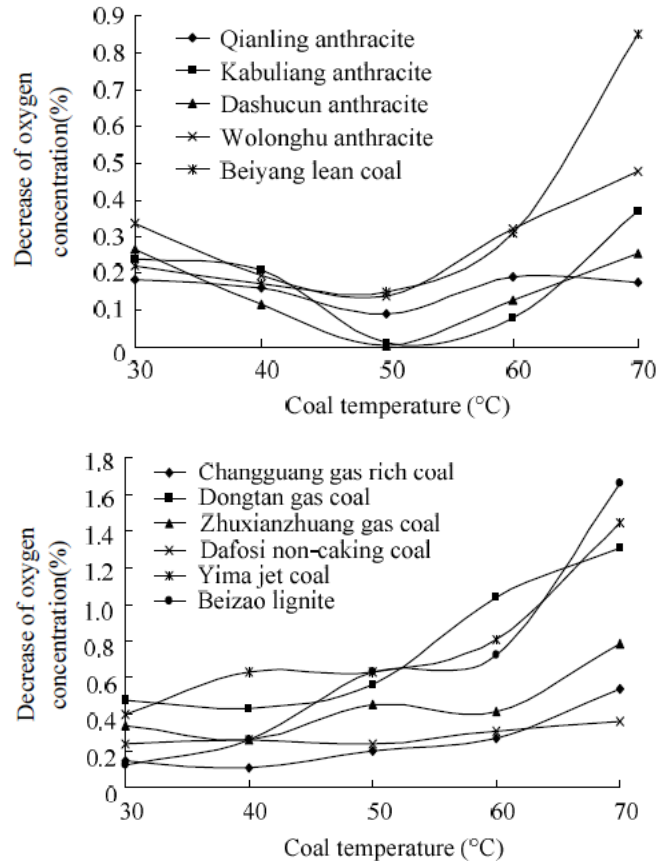 0.9
0.8
0.7
0.6
0.5
0.4
0.3
0.2
0.1
0
Decrease of oxygen
concentration(%)
Qianling anthracite
Kabuliang anthracite
Dashucun anthracite
Wolonghu anthracite
Beiyang lean coal
30 40 50 60 70
Coal temperature (°C)
1.8
1.6
1.4
1.2
1.0
0.8
0.6
0.4
0.2
0
Decrease of oxygen
concentration(%)
Changguang gas rich coal
Dongtan gas coal
Zhuxianzhuang gas coal
Dafosi non-caking coal
Yima jet coal
Beizao lignite
30 40 50 60 70
Coal temperature (°C)